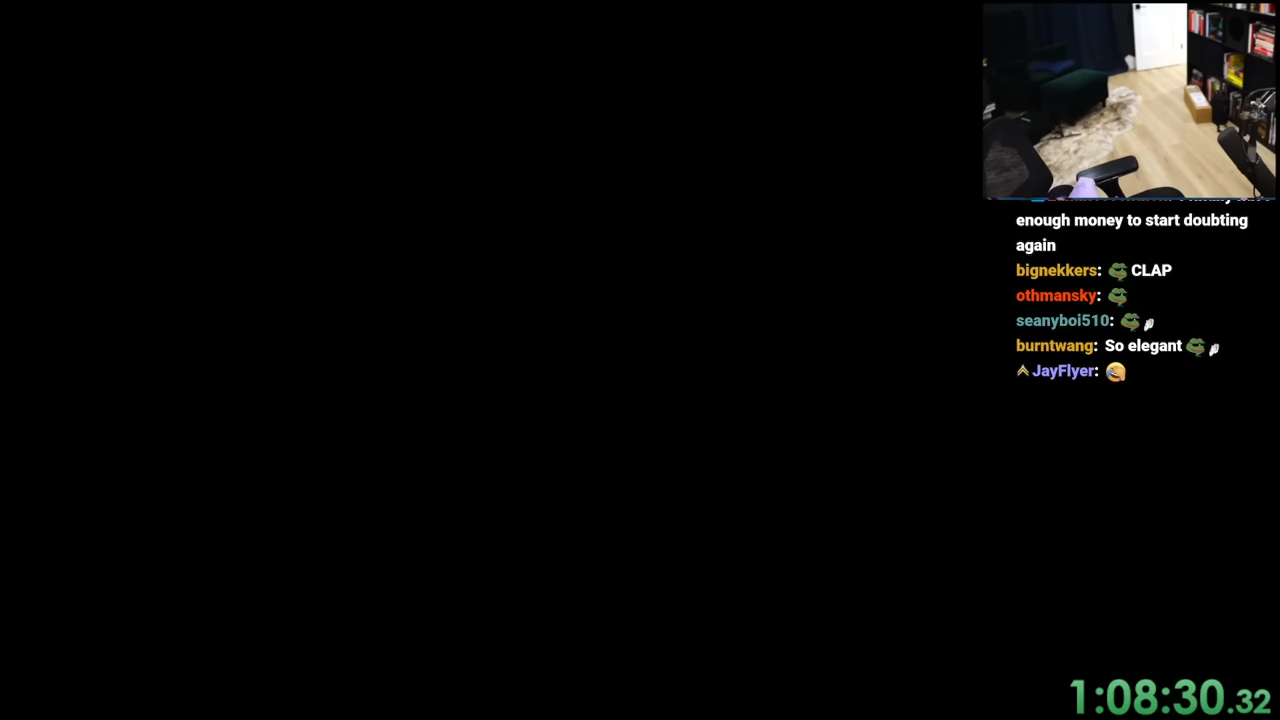 enough money to start doubting
again
bignekkers: CLAP
othmansky:
seanyboi510:
burntwang: So elegant
JayFlyer:
1:08:30.32